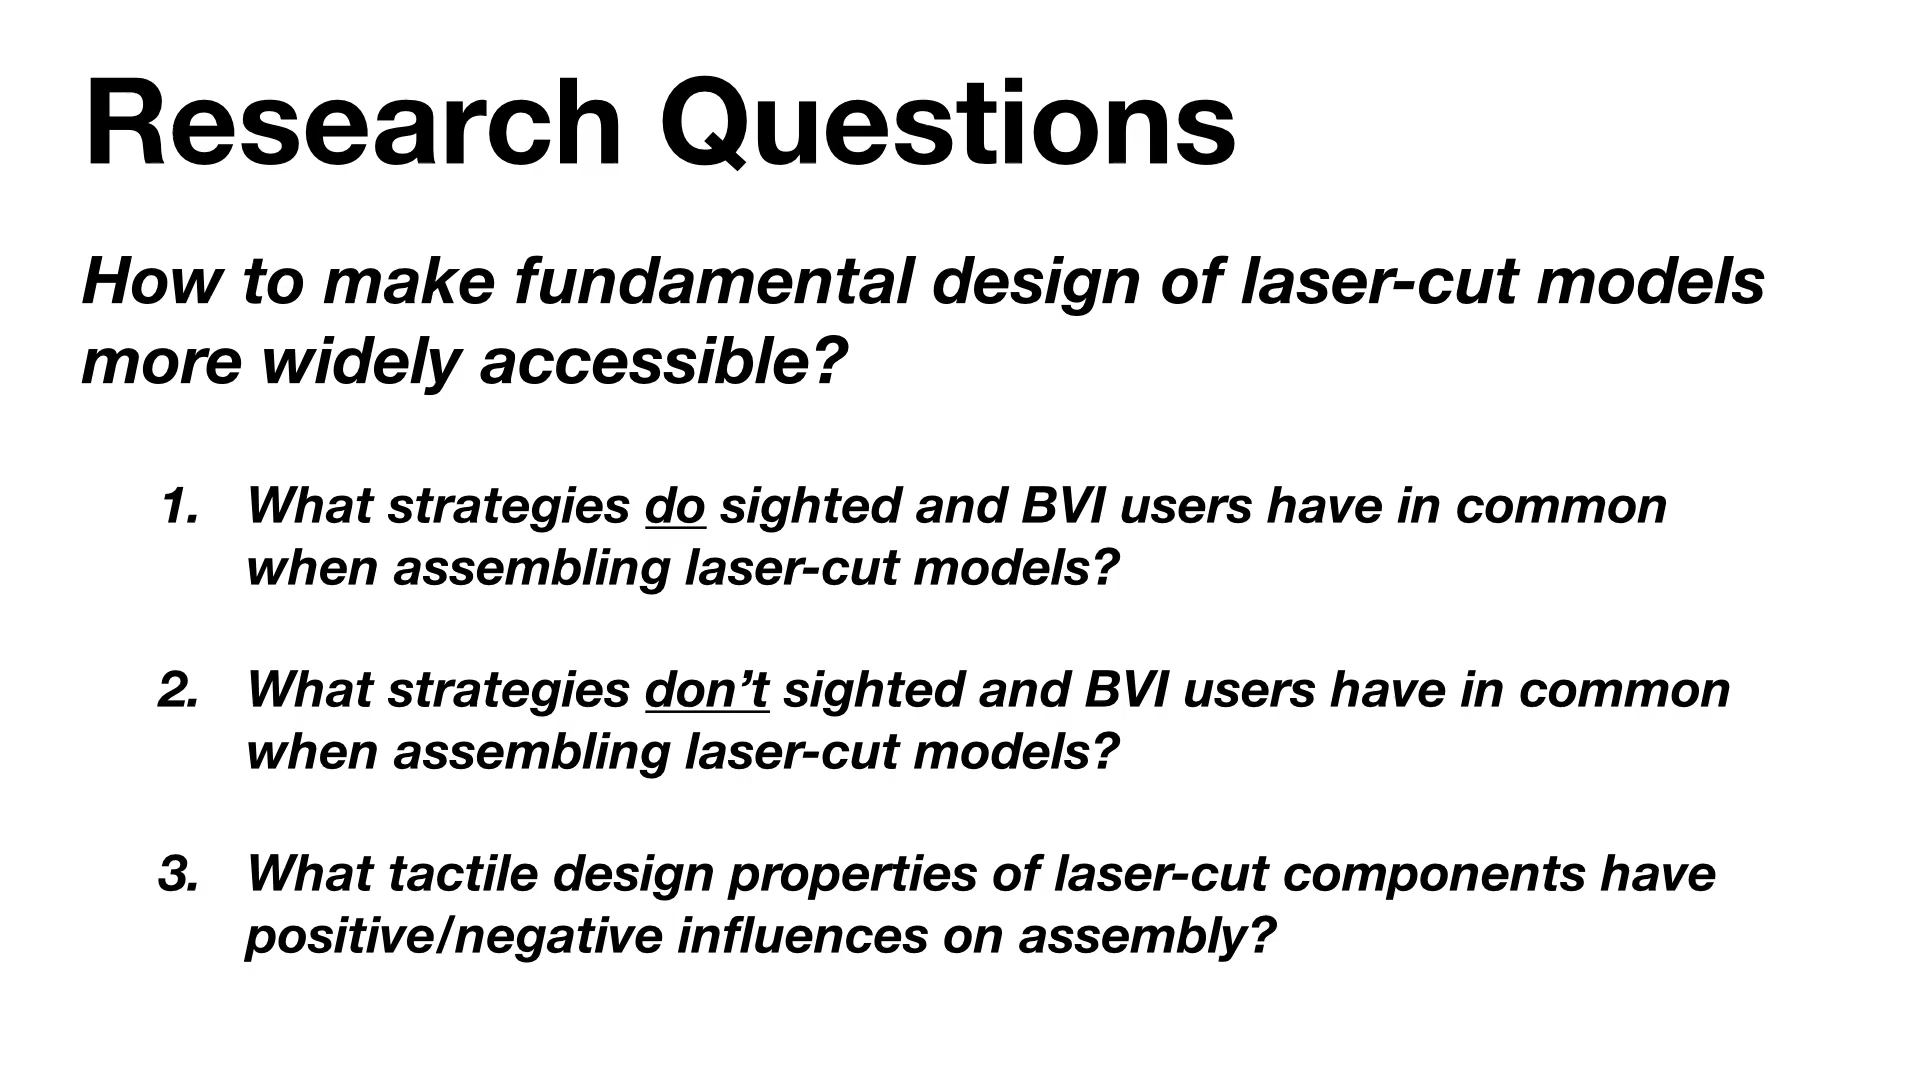 Research Questions
How to make fundamental design of laser-cut models
more widely accessible?
1. What strategies do sighted and BVI users have in common
when assembling laser-cut models?
2. What strategies don’t sighted and BVI users have in common
when assembling laser-cut models?
3. What tactile design properties of laser-cut components have
positive/negative influences on assembly?